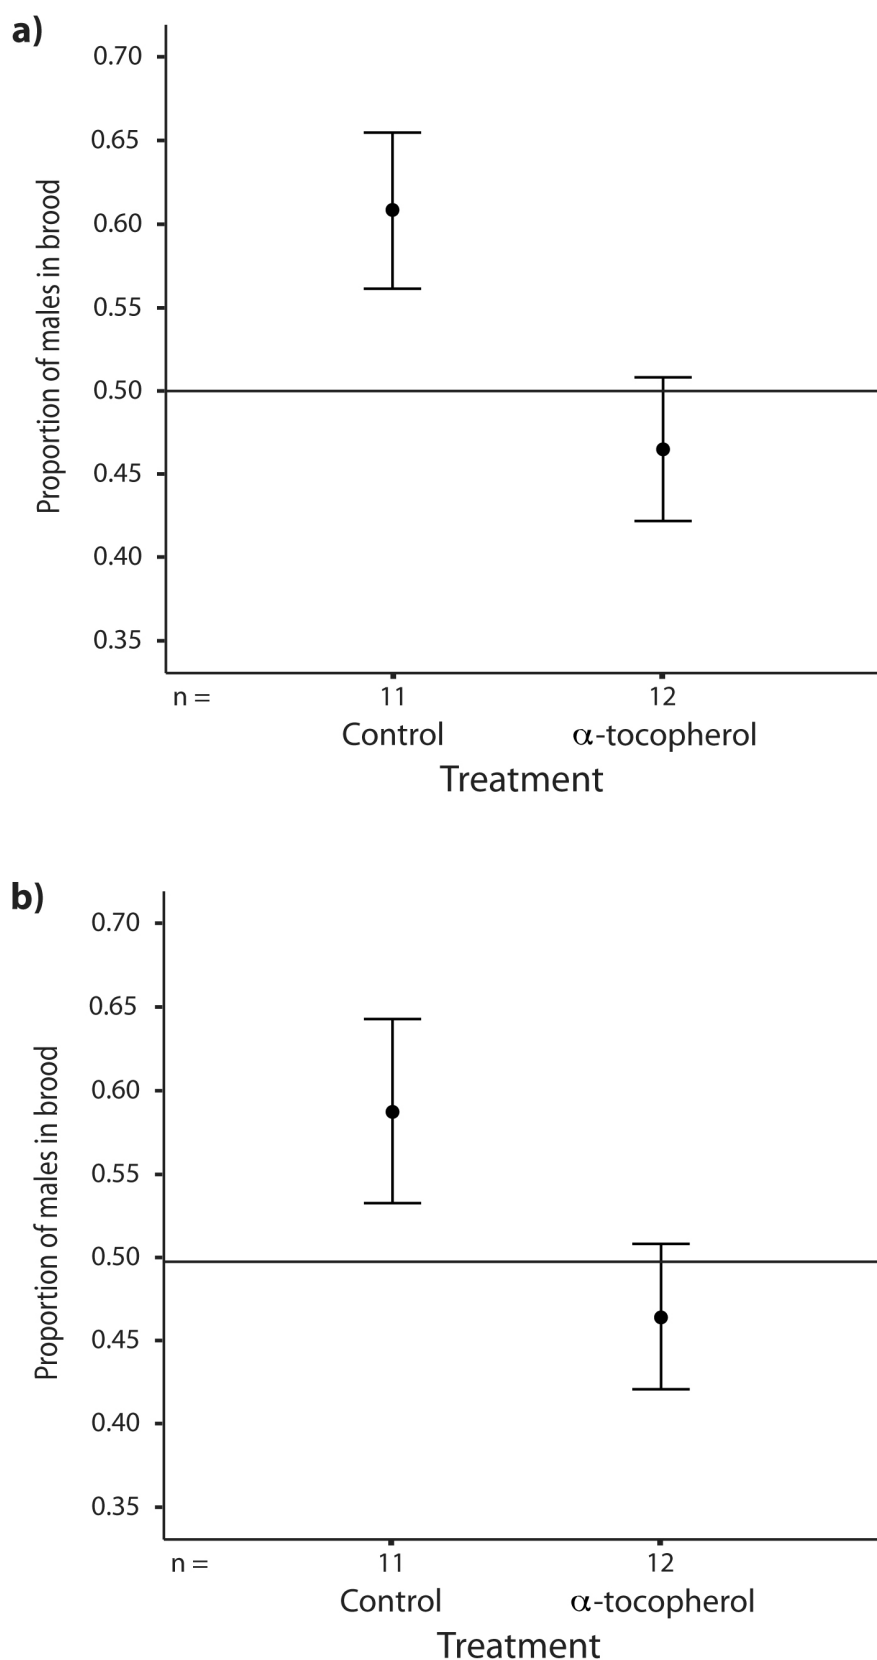 a)
Proportion of males in brood
0.70
0.65
0.60
0.55
0.50
0.45
0.40
0.35
n = 11 12
Control α-tocopherol
Treatment
b)
Proportion of males in brood
0.70
0.65
0.60
0.55
0.50
0.45
0.40
0.35
n = 11 12
Control α-tocopherol
Treatment